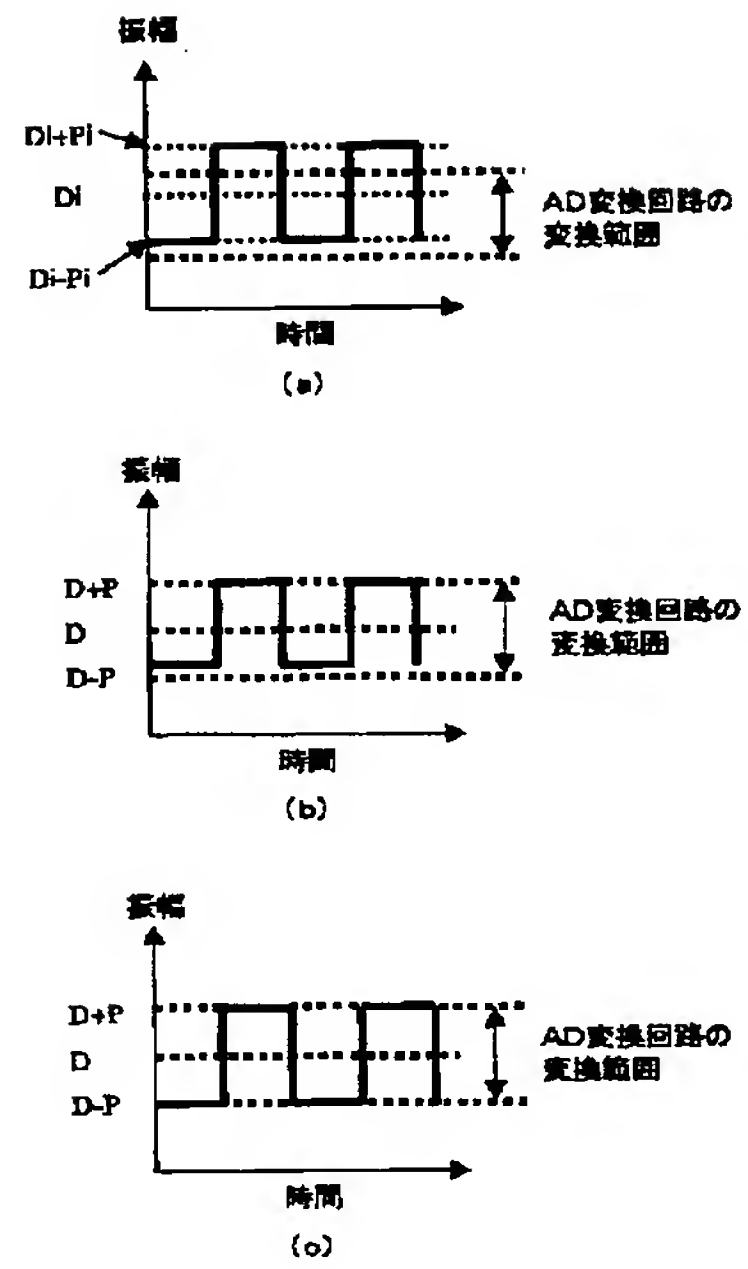 振幅
Di+Pi
Di
Di-Pi
AD変換回路の
変換範囲
時間
(a)
振幅
D+P
D
D-P
AD変換回路の
変換範囲
時間
(b)
振幅
D+P
D
D-P
AD変換回路の
変換範囲
時間
(c)